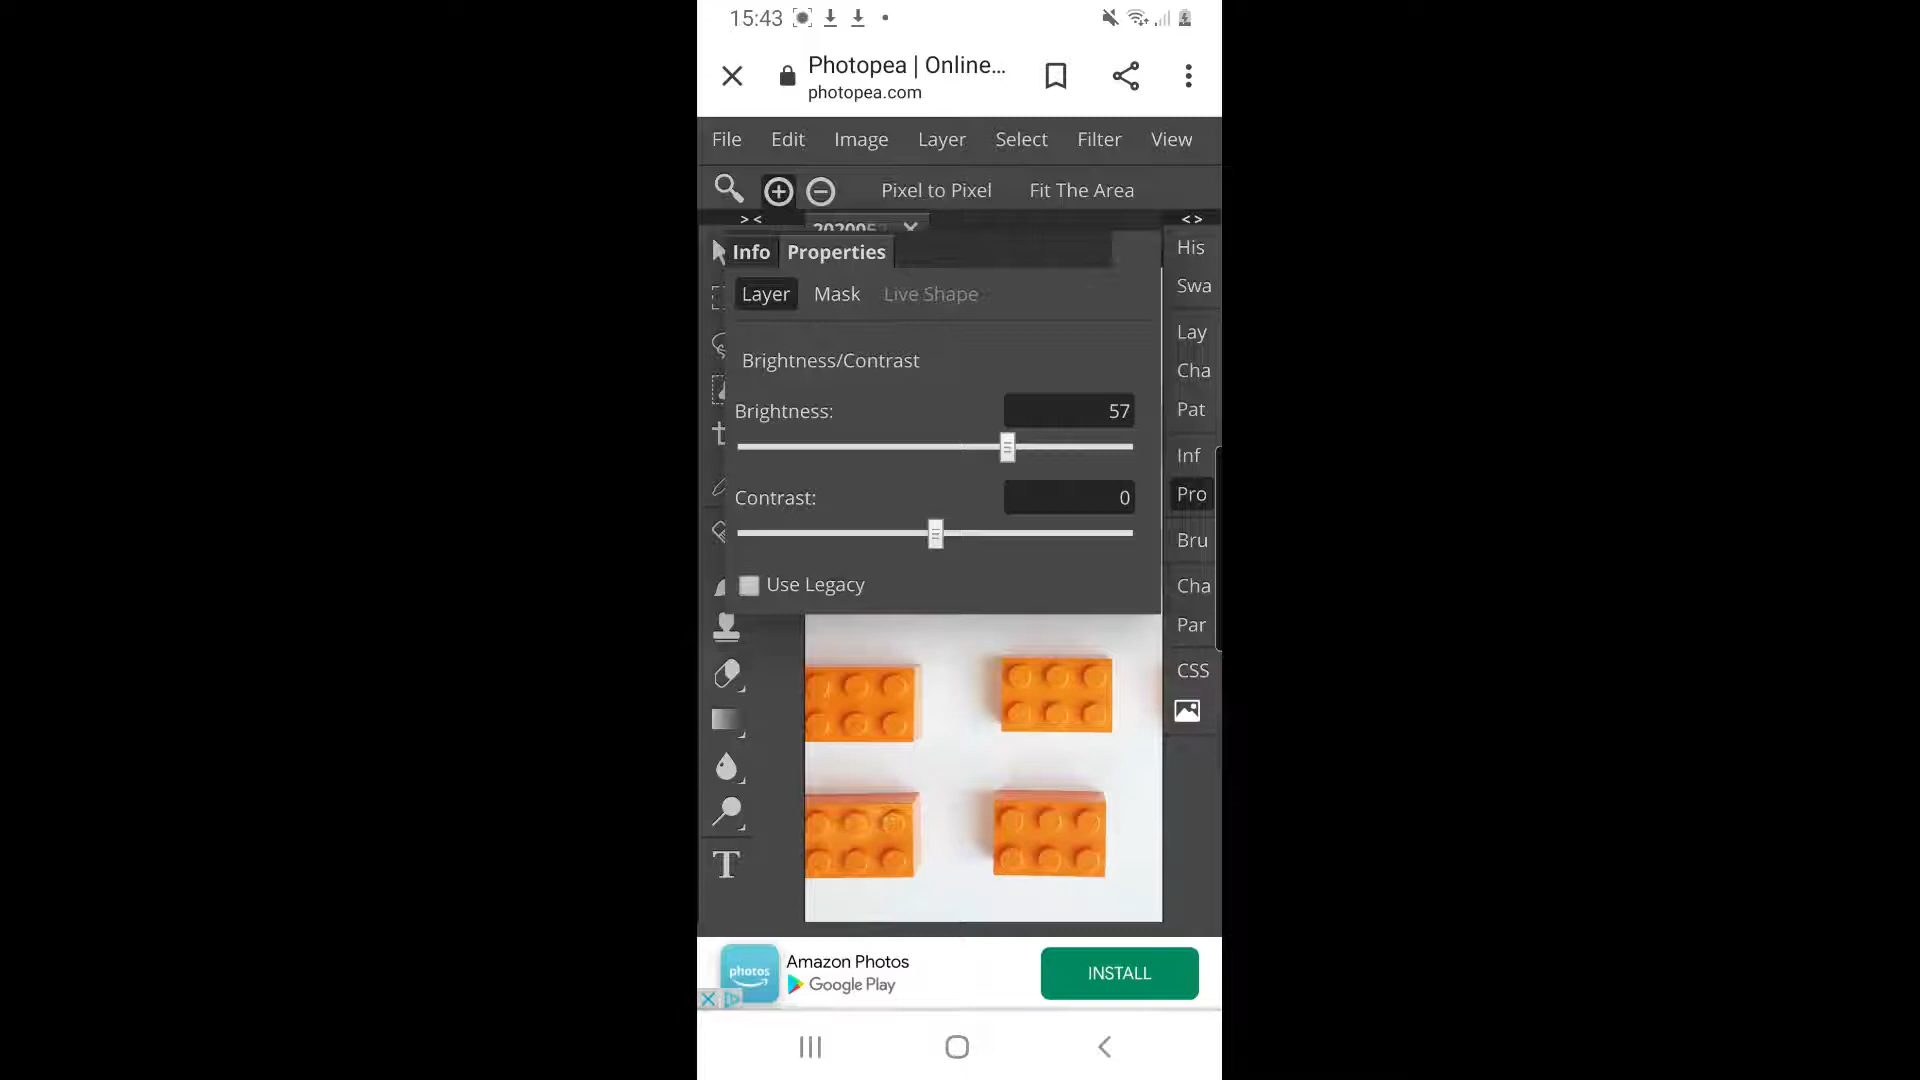 15:43
Photopea | Online...
photopea.com
File Edit Image Layer Select Filter View
Pixel to Pixel Fit The Area
> < < >
Info Properties
Layer Mask Live Shape
Brightness/Contrast
Brightness: 57
Contrast: 0
Use Legacy
His
Swa
Lay
Cha
Pat
Inf
Pro
Bru
Cha
Par
CSS
T
photos
Amazon Photos
Google Play
INSTALL